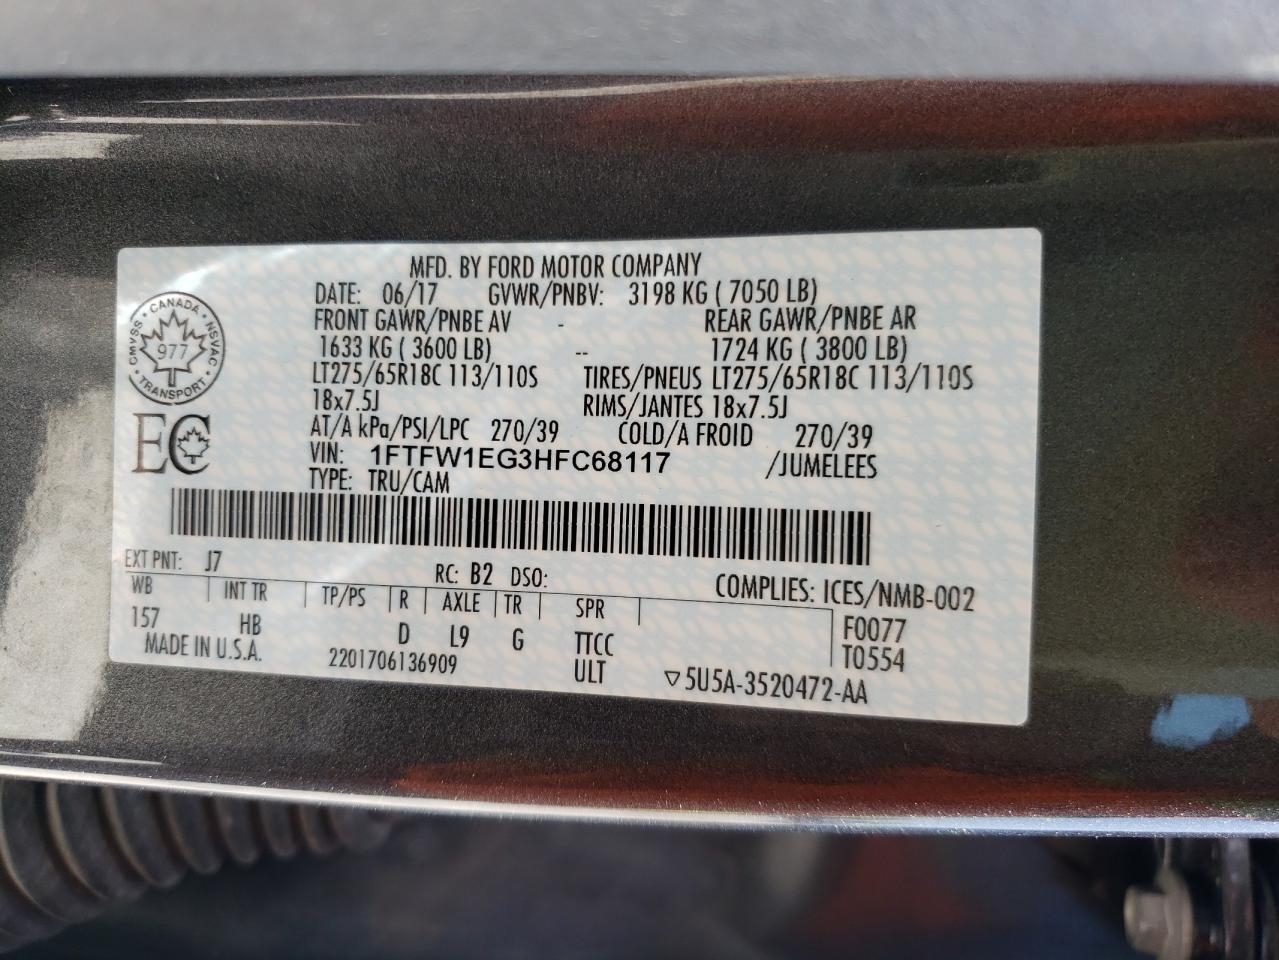 MFD. BY FORD MOTOR COMPANY
DATE: 06/17 GVWR/PNBV: 3198 KG ( 7050 LB)
FRONT GAWR/PNBE AV - REAR GAWR/PNBE AR
1633 KG ( 3600 LB) -- 1724 KG ( 3800 LB)
LT275/65R18C 113/110S TIRES/PNEUS LT275/65R18C 113/110S
18x7.5J RIMS/JANTES 18x7.5J
AT/A kPa/PSI/LPC 270/39 COLD/A FROID 270/39
VIN: 1FTFW1EG3HFC68117 /JUMELEES
TYPE: TRU/CAM
CANADA
CMVSS NSVAC
977
TRANSPORT
EC
EXT PNT: J7 RC: B2 DSO: COMPLIES: ICES/NMB-002
WB INT TR TP/PS R AXLE TR SPR F0077
157 HB D L9 G TTCC T0554
MADE IN U.S.A. 2201706136909 ULT ▽5U5A-3520472-AA